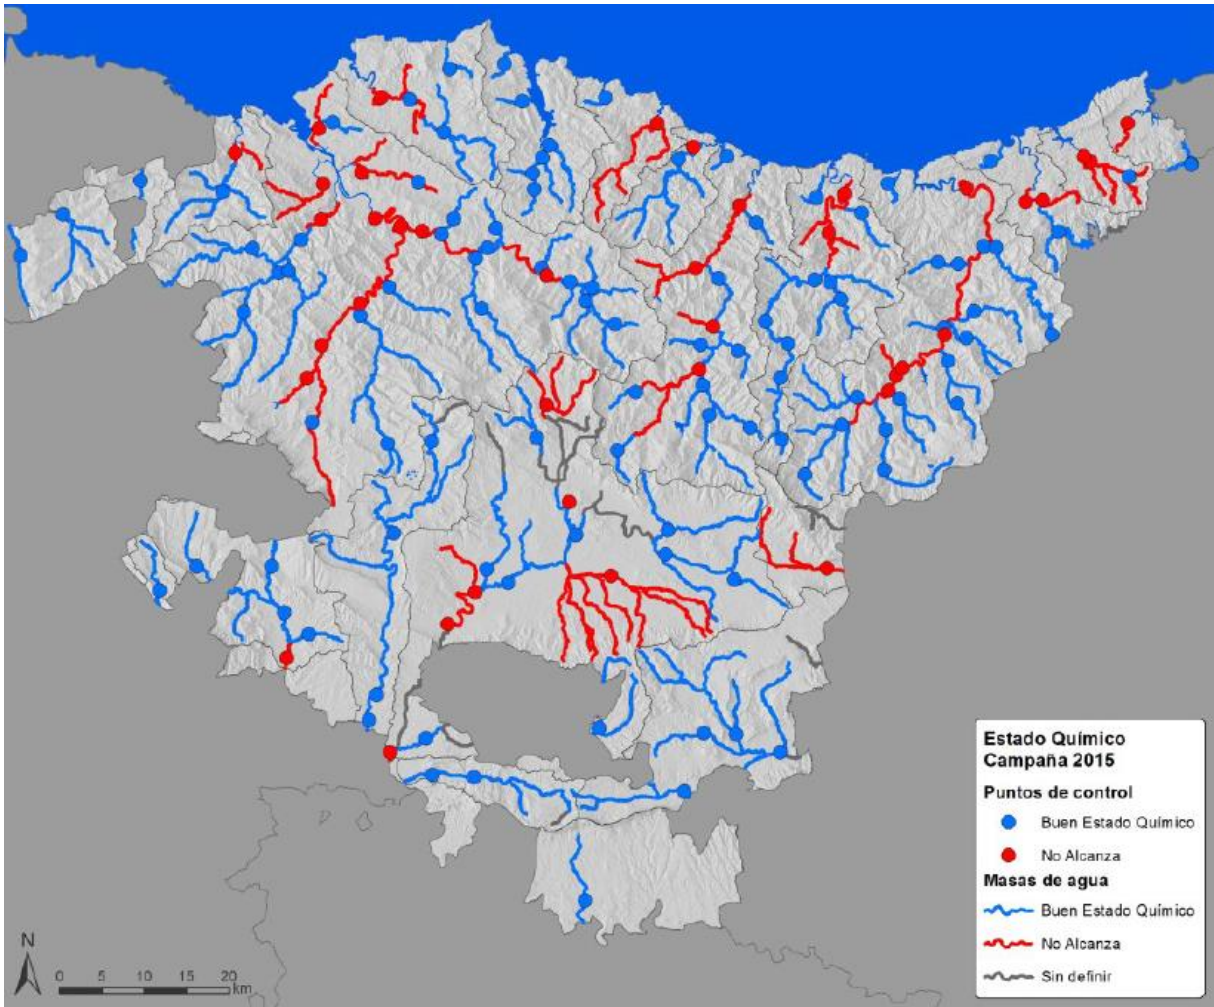 Estado Químico
Campaña 2015
Puntos de control
Buen Estado Químico
No Alcanza
Masas de agua
Buen Estado Químico
No Alcanza
Sin definir
N
0 5 10 15 20
km